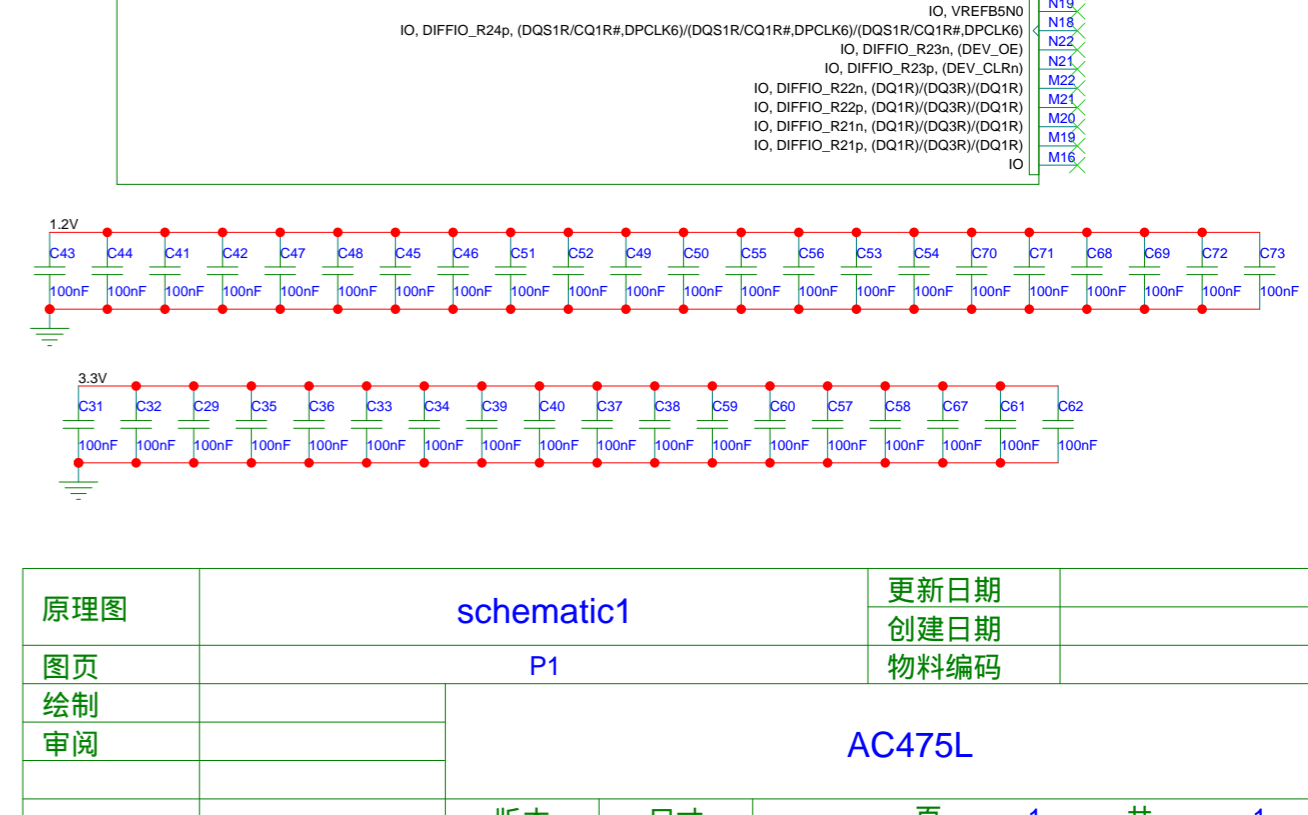 N19
IO, VREFB5N0
N18
IO, DIFFIO_R24p, (DQS1R/CQ1R#,DPCLK6)/(DQS1R/CQ1R#,DPCLK6)/(DQS1R/CQ1R#,DPCLK6)
N22
IO, DIFFIO_R23n, (DEV_OE)
N21
IO, DIFFIO_R23p, (DEV_CLRn)
M22
IO, DIFFIO_R22n, (DQ1R)/(DQ3R)/(DQ1R)
M21
IO, DIFFIO_R22p, (DQ1R)/(DQ3R)/(DQ1R)
M20
IO, DIFFIO_R21n, (DQ1R)/(DQ3R)/(DQ1R)
M19
IO, DIFFIO_R21p, (DQ1R)/(DQ3R)/(DQ1R)
M16
IO
1.2V
C43 C44 C41 C42 C47 C48 C45 C46 C51 C52 C49 C50 C55 C56 C53 C54 C70 C71 C68 C69 C72 C73
100nF 100nF 100nF 100nF 100nF 100nF 100nF 100nF 100nF 100nF 100nF 100nF 100nF 100nF 100nF 100nF 100nF 100nF 100nF 100nF 100nF 100nF
3.3V
C31 C32 C29 C35 C36 C33 C34 C39 C40 C37 C38 C59 C60 C57 C58 C67 C61 C62
100nF 100nF 100nF 100nF 100nF 100nF 100nF 100nF 100nF 100nF 100nF 100nF 100nF 100nF 100nF 100nF 100nF 100nF
原理图 schematic1 更新日期
创建日期
图页 P1 物料编码
绘制
审阅
AC475L
版本 尺寸 页 1 共 1